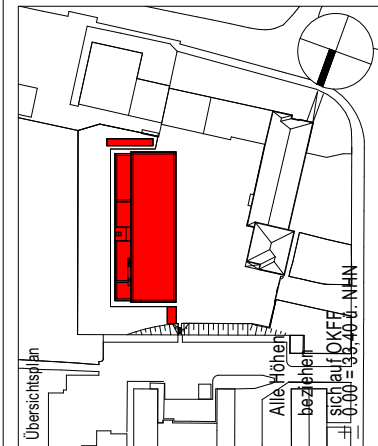 Übersichtsplan
Alle Höhen
beziehen
sich auf OKFF
± 0.00 = 33,40 ü. NHN